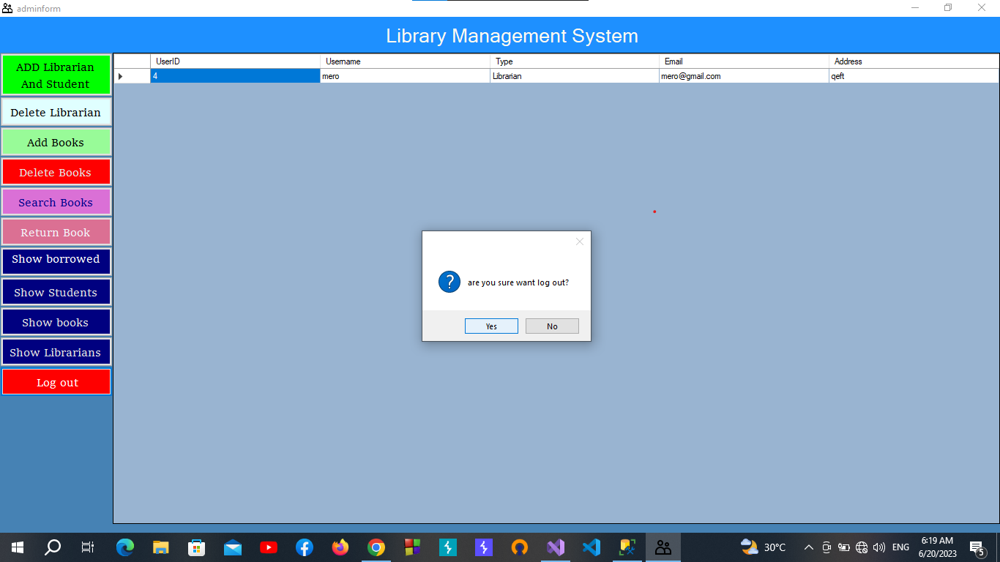 adminform
Library Management System
ADD Librarian
And Student
Delete Librarian
Add Books
Delete Books
Search Books
Return Book
Show borrowed
Show Students
Show books
Show Librarians
Log out
UserID Username Type Email Address
4 mero Librarian mero@gmail.com qeft
are you sure want log out?
Yes No
30°C ENG 6:19 AM
6/20/2023 5